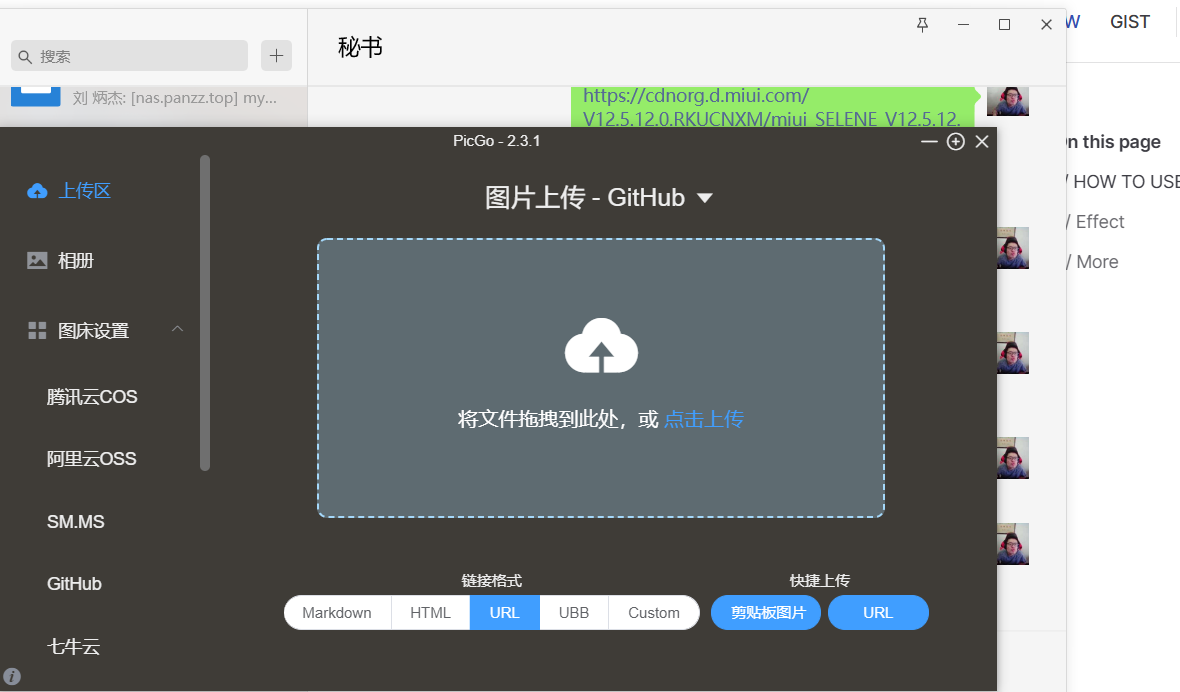 搜索
秘书
W
GIST
刘 炳杰: [nas.panzz.top] my...
https://cdnorg.d.miui.com/
V12.5.12.0.RKUCNXM/miui_SELENE_V12.5.12.
PicGo - 2.3.1
上传区
相册
图床设置
腾讯云COS
阿里云OSS
SM.MS
GitHub
七牛云
图片上传 - GitHub
将文件拖拽到此处，或 点击上传
链接格式
Markdown
HTML
URL
UBB
Custom
快捷上传
剪贴板图片
URL
On this page
/ HOW TO USE
/ Effect
/ More